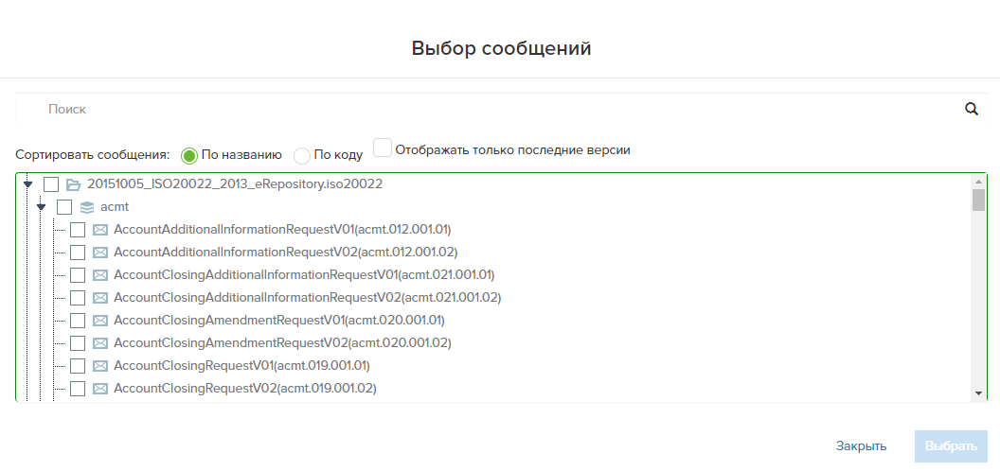 Выбор сообщений
Поиск
Сортировать сообщения: По названию По коду Отображать только последние версии
20151005_ISO20022_2013_eRepository.iso20022
acmt
AccountAdditionalInformationRequestV01(acmt.012.001.01)
AccountAdditionalInformationRequestV02(acmt.012.001.02)
AccountClosingAdditionalInformationRequestV01(acmt.021.001.01)
AccountClosingAdditionalInformationRequestV02(acmt.021.001.02)
AccountClosingAmendmentRequestV01(acmt.020.001.01)
AccountClosingAmendmentRequestV02(acmt.020.001.02)
AccountClosingRequestV01(acmt.019.001.01)
AccountClosingRequestV02(acmt.019.001.02)
Закрыть Выбрать